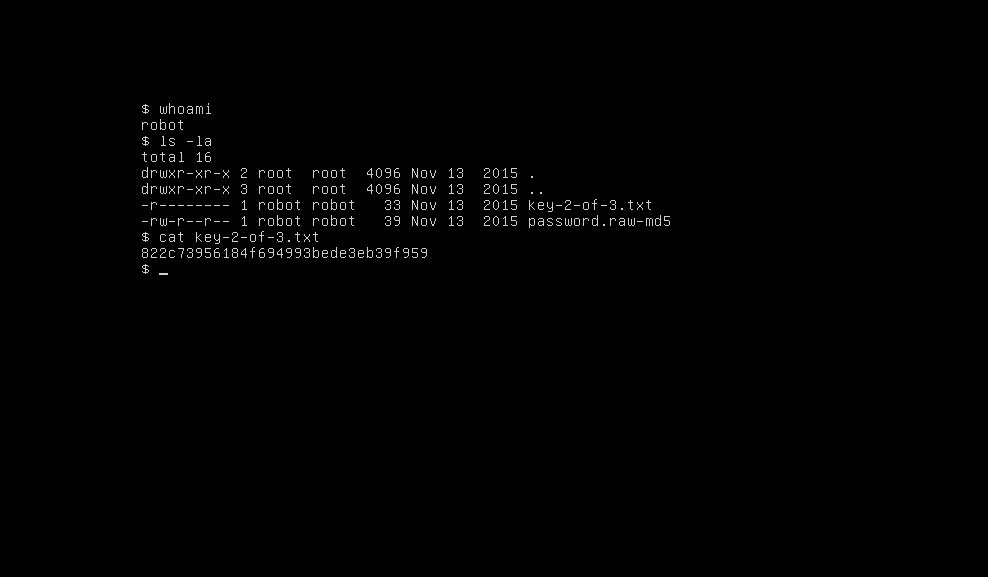 $ whoami
robot
$ ls -la
total 16
drwxr-xr-x 2 root  root  4096 Nov 13  2015 .
drwxr-xr-x 3 root  root  4096 Nov 13  2015 ..
-r-------- 1 robot robot   33 Nov 13  2015 key-2-of-3.txt
-rw-r--r-- 1 robot robot   39 Nov 13  2015 password.raw-md5
$ cat key-2-of-3.txt
822c73956184f694993bede3eb39f959
$ _